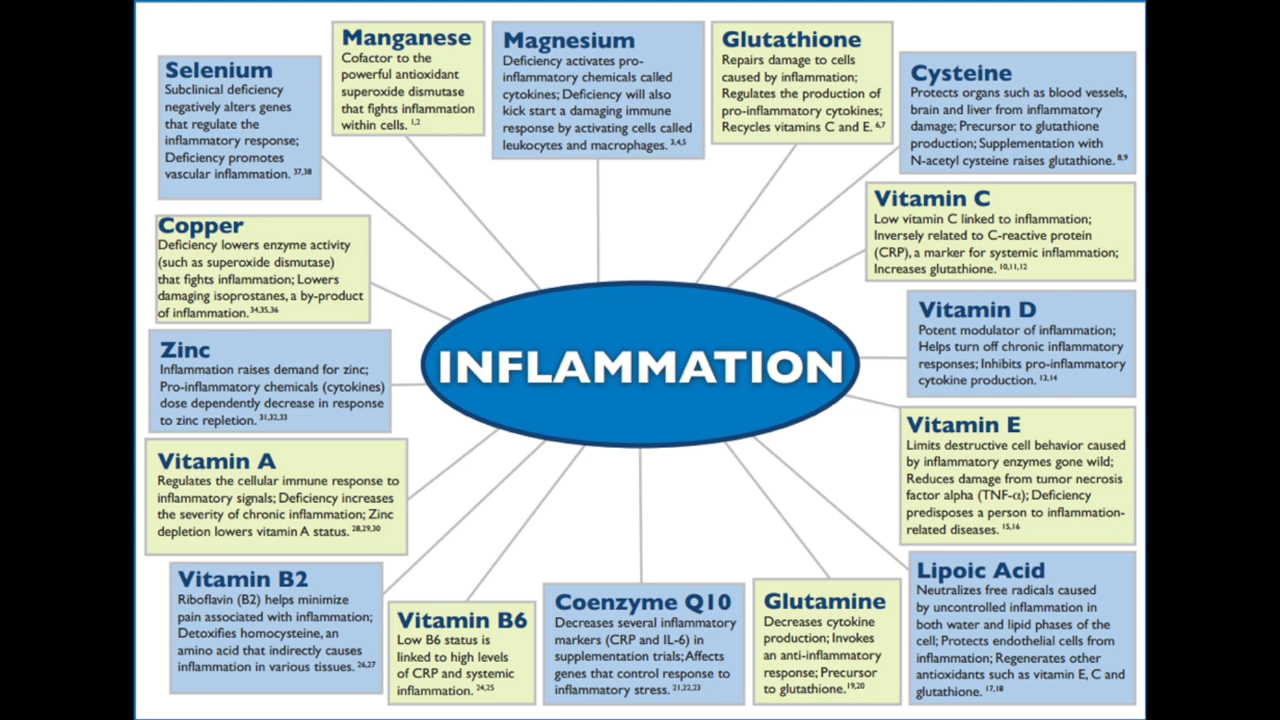 Manganese
Cofactor to the
powerful antioxidant
superoxide dismutase
that fights inflammation
within cells. 1,2
Magnesium
Deficiency activates pro-
inflammatory chemicals called
cytokines; Deficiency will also
kick start a damaging immune
response by activating cells called
leukocytes and macrophages. 3,4,5
Glutathione
Repairs damage to cells
caused by inflammation;
Regulates the production of
pro-inflammatory cytokines;
Recycles vitamins C and E. 6,7
Cysteine
Protects organs such as blood vessels,
brain and liver from inflammatory
damage; Precursor to glutathione
production; Supplementation with
N-acetyl cysteine raises glutathione. 8,9
Selenium
Subclinical deficiency
negatively alters genes
that regulate the
inflammatory response;
Deficiency promotes
vascular inflammation. 37,38
Vitamin C
Low vitamin C linked to inflammation;
Inversely related to C-reactive protein
(CRP), a marker for systemic inflammation;
Increases glutathione. 10,11,12
Copper
Deficiency lowers enzyme activity
(such as superoxide dismutase)
that fights inflammation; Lowers
damaging isoprostanes, a by-product
of inflammation. 34,35,36
Vitamin D
Potent modulator of inflammation;
Helps turn off chronic inflammatory
responses; Inhibits pro-inflammatory
cytokine production. 13,14
Zinc
Inflammation raises demand for zinc;
Pro-inflammatory chemicals (cytokines)
dose dependently decrease in response
to zinc repletion. 31,32,33
INFLAMMATION
Vitamin E
Limits destructive cell behavior caused
by inflammatory enzymes gone wild;
Reduces damage from tumor necrosis
factor alpha (TNF-α); Deficiency
predisposes a person to inflammation-
related diseases. 15,16
Vitamin A
Regulates the cellular immune response to
inflammatory signals; Deficiency increases
the severity of chronic inflammation; Zinc
depletion lowers vitamin A status. 28,29,30
Vitamin B2
Riboflavin (B2) helps minimize
pain associated with inflammation;
Detoxifies homocysteine, an
amino acid that indirectly causes
inflammation in various tissues. 26,27
Vitamin B6
Low B6 status is
linked to high levels
of CRP and systemic
inflammation. 24,25
Coenzyme Q10
Decreases several inflammatory
markers (CRP and IL-6) in
supplementation trials; Affects
genes that control response to
inflammatory stress. 21,22,23
Glutamine
Decreases cytokine
production; Invokes
an anti-inflammatory
response; Precursor
to glutathione. 19,20
Lipoic Acid
Neutralizes free radicals caused
by uncontrolled inflammation in
both water and lipid phases of the
cell; Protects endothelial cells from
inflammation; Regenerates other
antioxidants such as vitamin E, C and
glutathione. 17,18